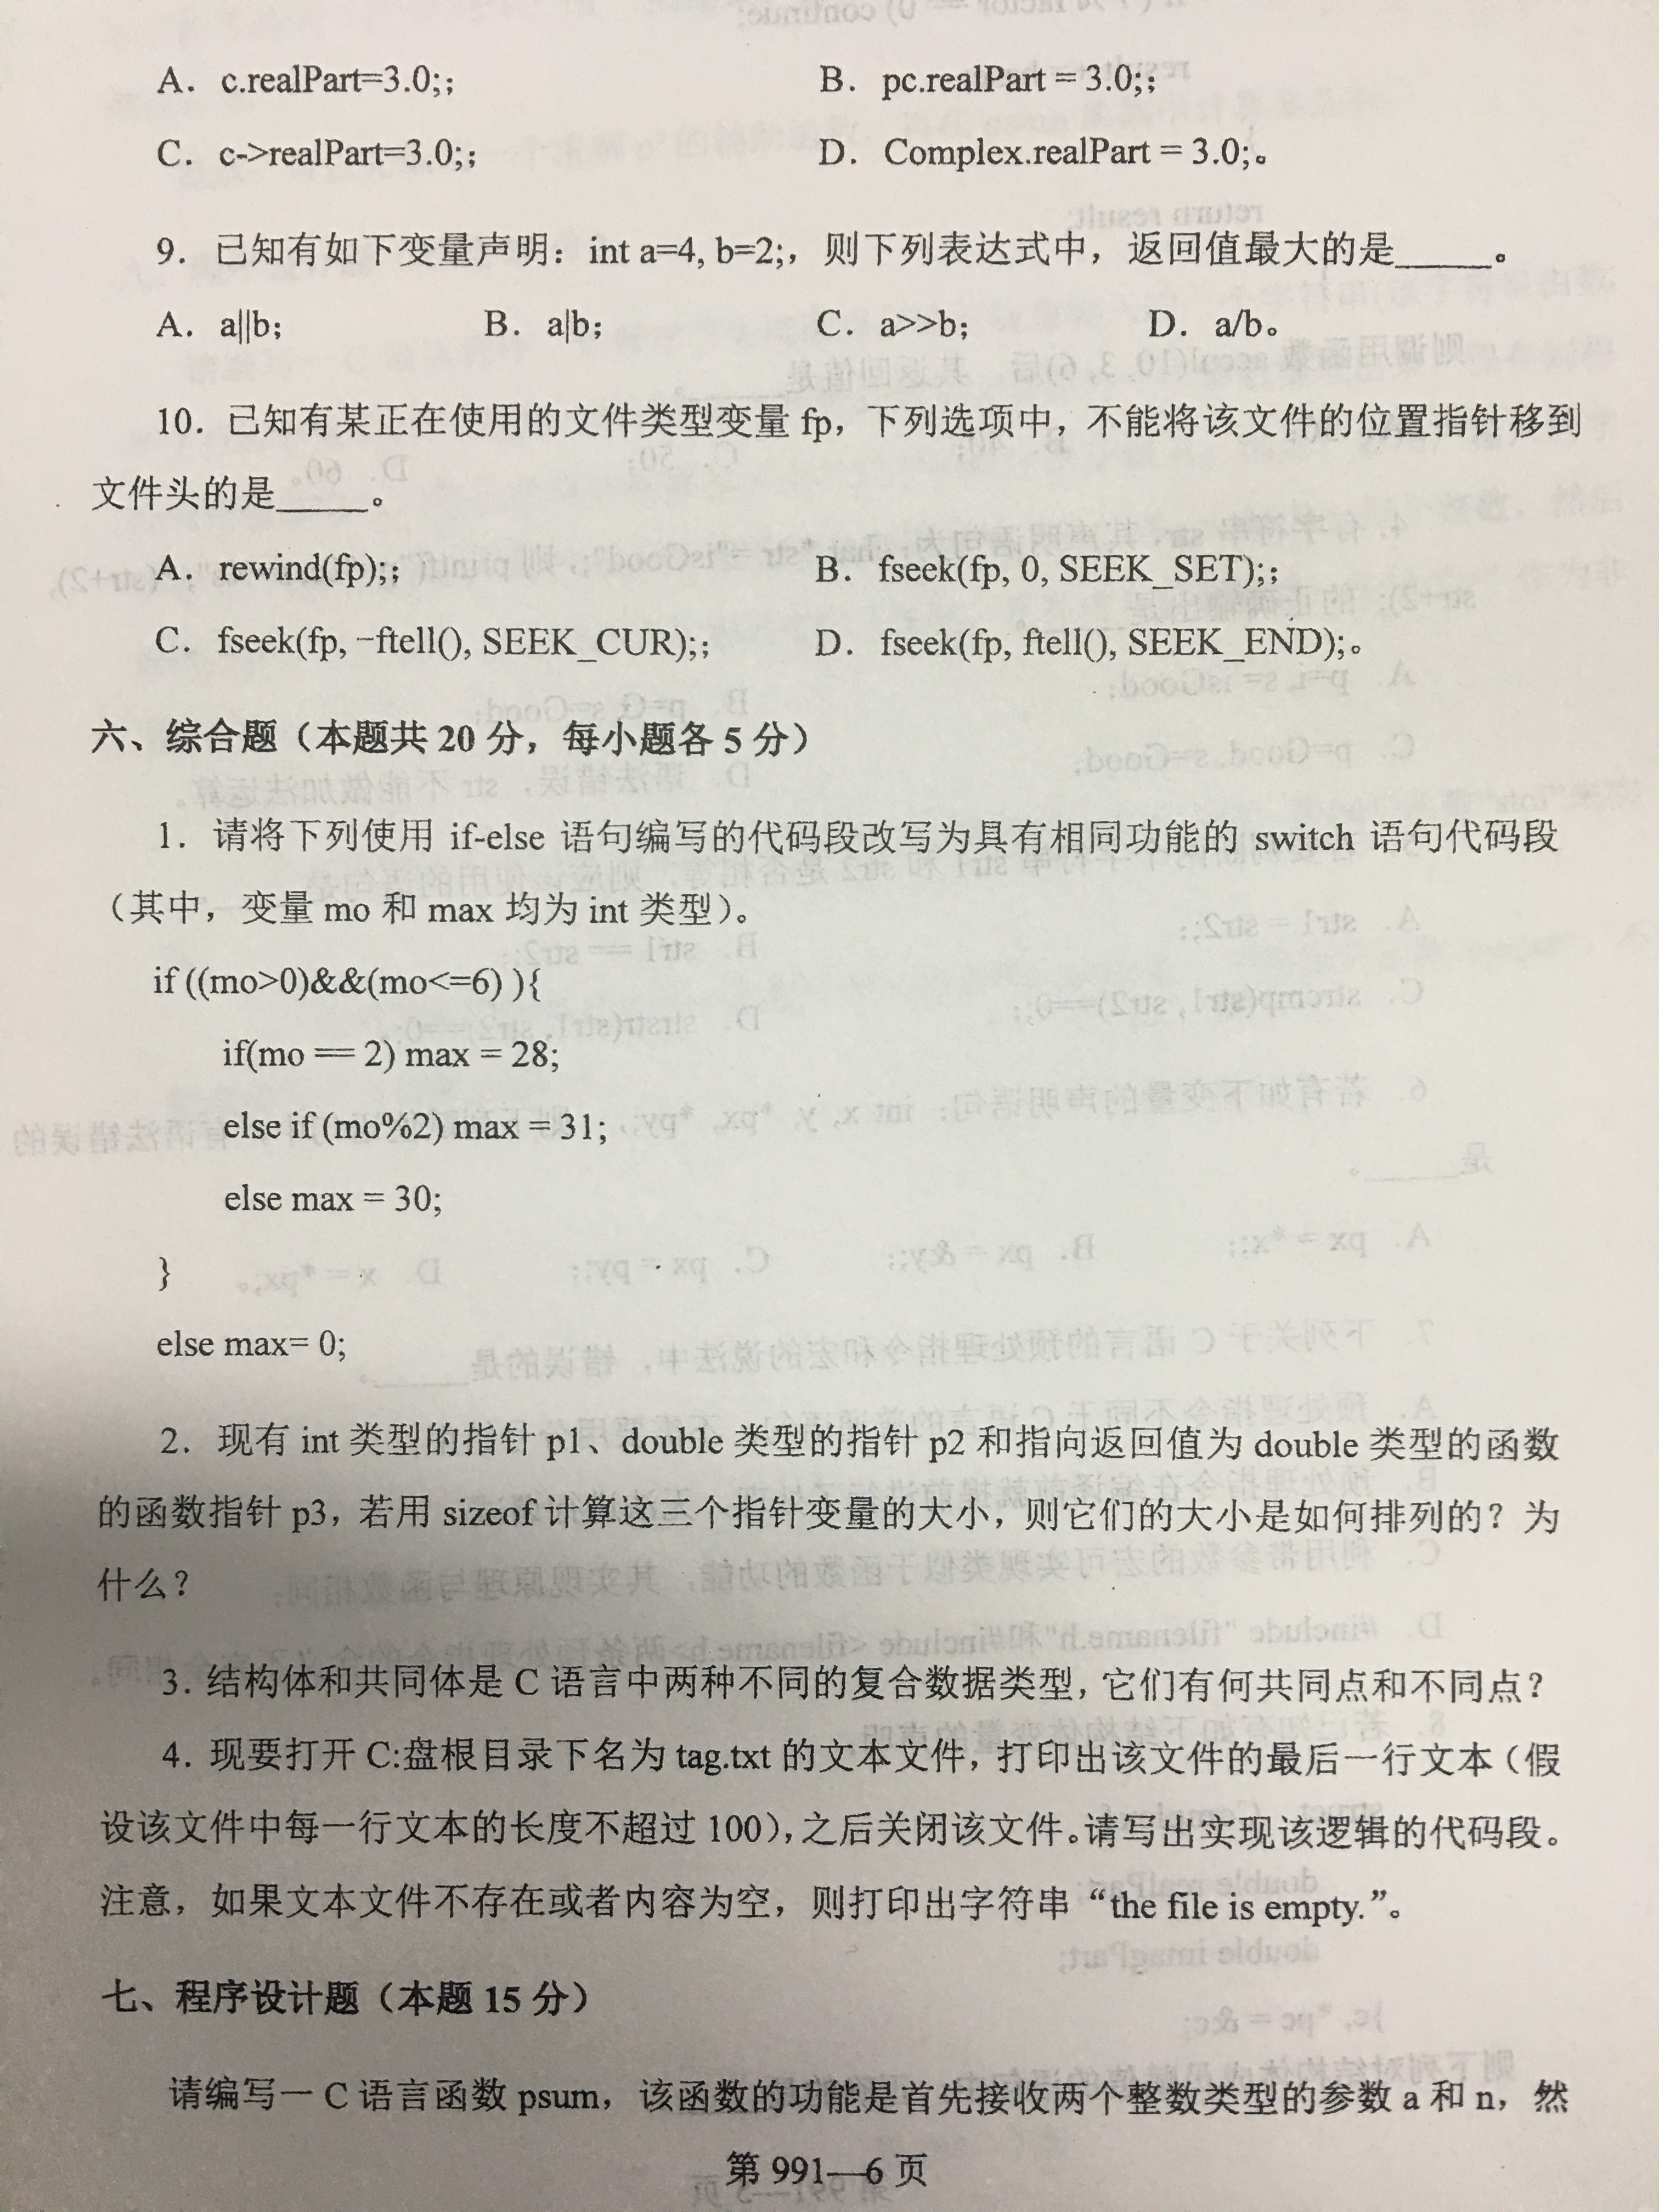 A．c.realPart=3.0;； B．pc.realPart = 3.0;；
C．c->realPart=3.0;； D．Complex.realPart = 3.0;。
9．已知有如下变量声明：int a=4, b=2;，则下列表达式中，返回值最大的是_____。
A．a||b； B．a|b； C．a>>b； D．a/b。
10．已知有某正在使用的文件类型变量 fp，下列选项中，不能将该文件的位置指针移到
文件头的是_____。
A．rewind(fp);； B．fseek(fp, 0, SEEK_SET);；
C．fseek(fp, -ftell(), SEEK_CUR);； D．fseek(fp, ftell(), SEEK_END);。
六、综合题（本题共 20 分，每小题各 5 分）
1．请将下列使用 if-else 语句编写的代码段改写为具有相同功能的 switch 语句代码段
（其中，变量 mo 和 max 均为 int 类型）。
if ((mo>0)&&(mo<=6) ){
if(mo == 2) max = 28;
else if (mo%2) max = 31;
else max = 30;
}
else max= 0;
2．现有 int 类型的指针 p1、double 类型的指针 p2 和指向返回值为 double 类型的函数
的函数指针 p3，若用 sizeof 计算这三个指针变量的大小，则它们的大小是如何排列的？为
什么？
3. 结构体和共同体是 C 语言中两种不同的复合数据类型，它们有何共同点和不同点？
4. 现要打开 C:盘根目录下名为 tag.txt 的文本文件，打印出该文件的最后一行文本（假
设该文件中每一行文本的长度不超过 100），之后关闭该文件。请写出实现该逻辑的代码段。
注意，如果文本文件不存在或者内容为空，则打印出字符串“the file is empty.”。
七、程序设计题（本题 15 分）
请编写一 C 语言函数 psum，该函数的功能是首先接收两个整数类型的参数 a 和 n，然
第 991—6 页